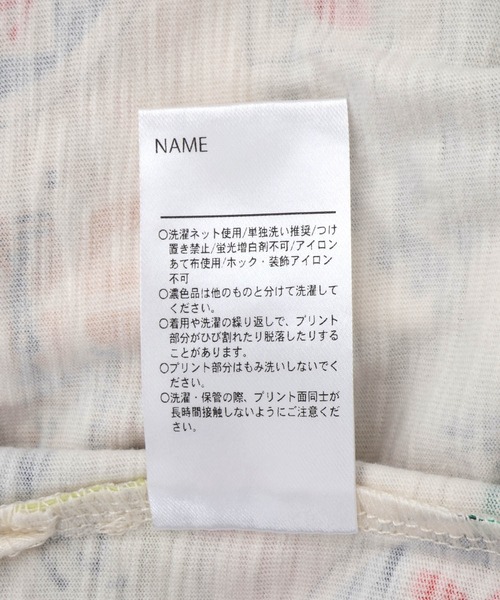 NAME
○洗濯ネット使用/単独洗い推奨/つけ
置き禁止/蛍光増白剤不可/アイロン
あて布使用/ホック・装飾アイロン
不可
○濃色品は他のものと分けて洗濯して
ください。
○着用や洗濯の繰り返しで、プリント
部分がひび割れたり脱落したりする
ことがあります。
○プリント部分はもみ洗いしないでく
ださい。
○洗濯・保管の際、プリント面同士が
長時間接触しないようにご注意くださ
い。